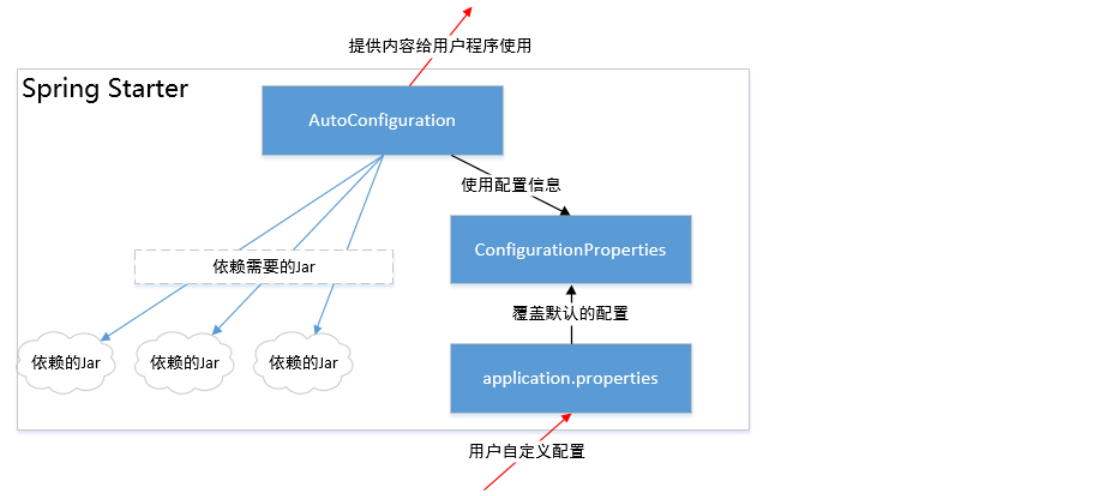 提供内容给用户程序使用
Spring Starter
AutoConfiguration
使用配置信息
ConfigurationProperties
依赖需要的Jar
覆盖默认的配置
依赖的Jar
依赖的Jar
依赖的Jar
application.properties
用户自定义配置